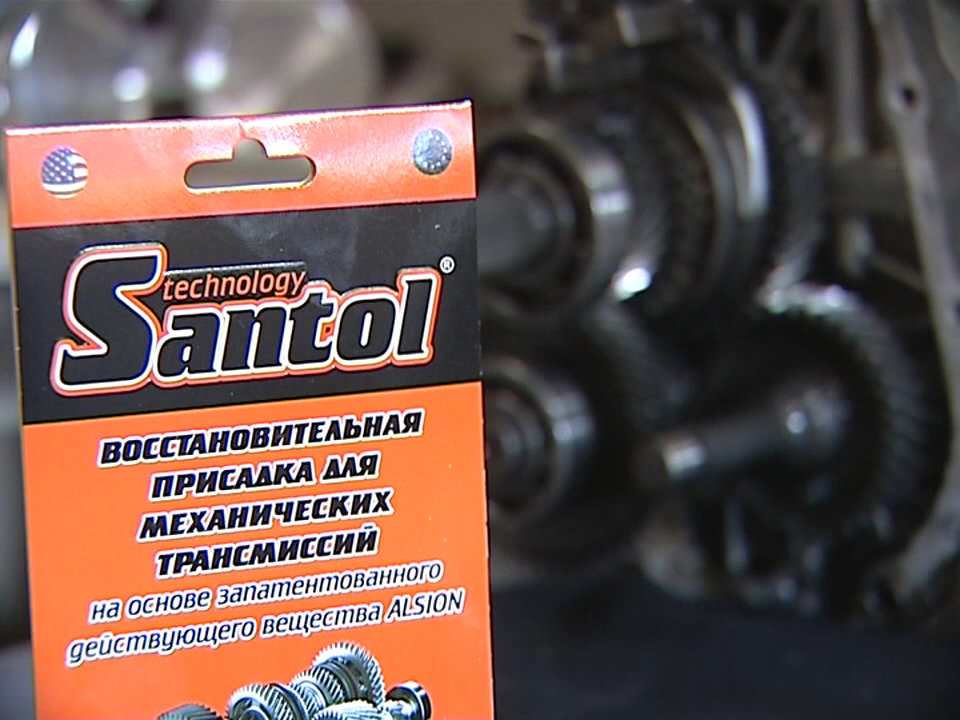 technology
Santol®
ВОССТАНОВИТЕЛЬНАЯ
ПРИСАДКА ДЛЯ
МЕХАНИЧЕСКИХ
ТРАНСМИССИЙ
на основе запатентованного
действующего вещества ALSION